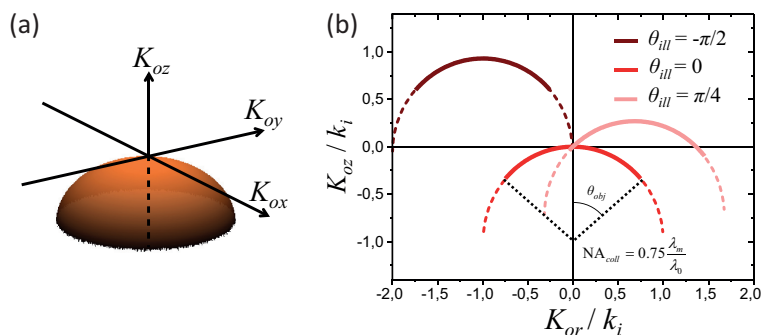 (a)
K_oz
K_oy
K_ox
(b)
K_oz / k_i
1,0
0,5
0,0
-0,5
-1,0
θ_ill = -π/2
θ_ill = 0
θ_ill = π/4
θ_obj
NA_coll = 0.75 λ_m/λ_0
-2,0 -1,5 -1,0 -0,5 0,0 0,5 1,0 1,5 2,0
K_or / k_i